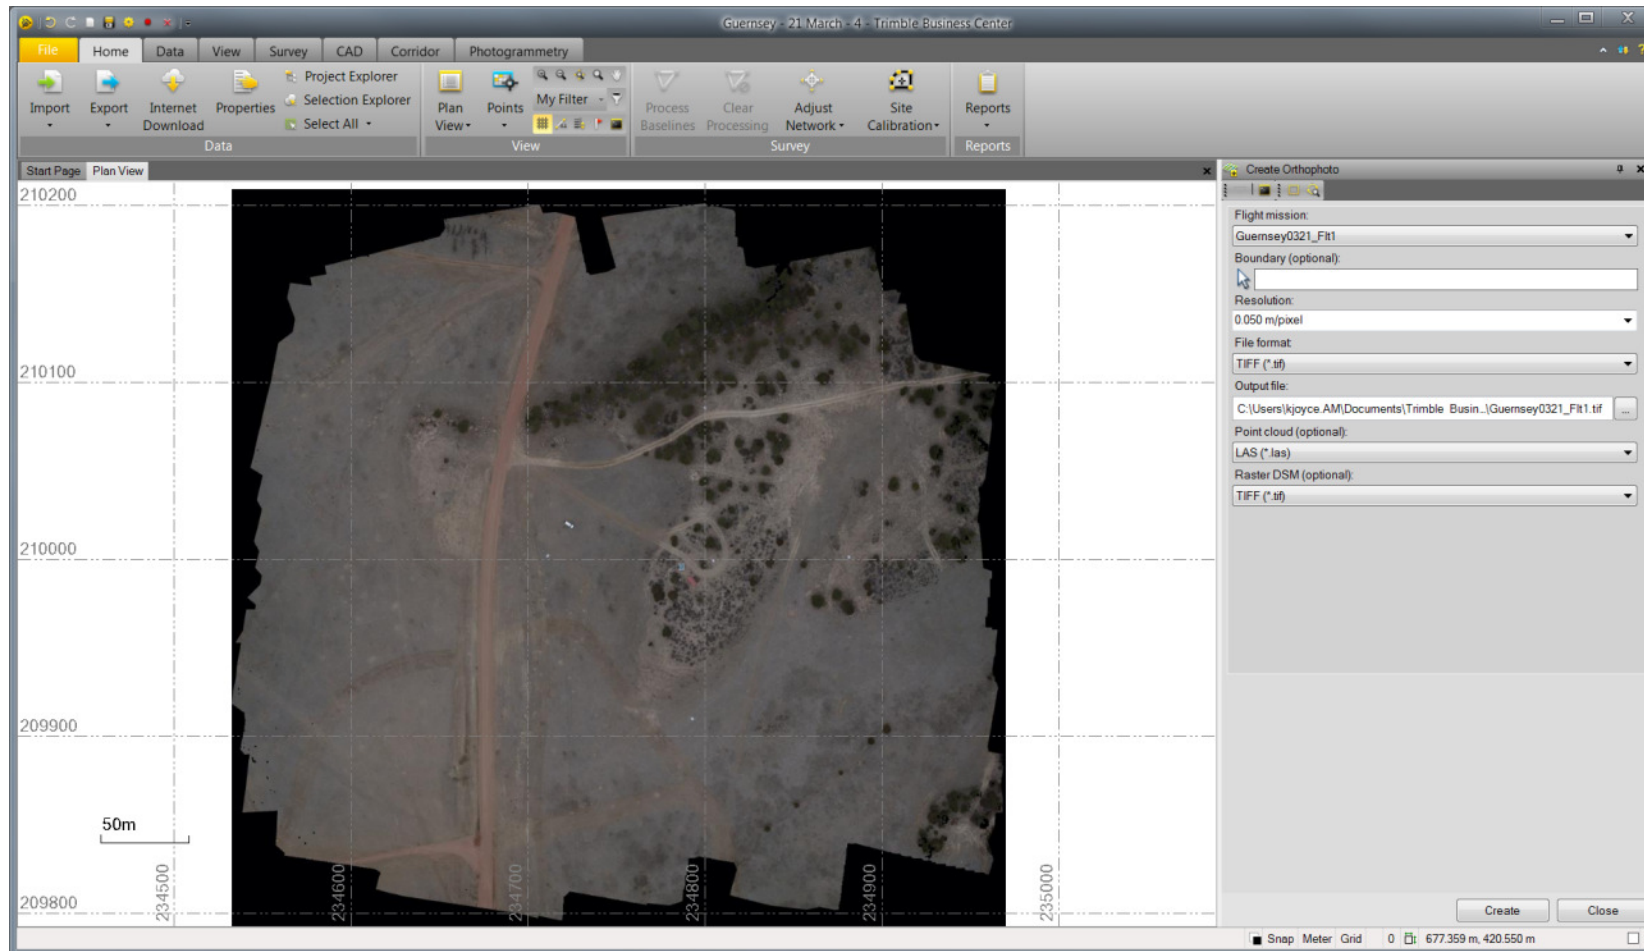 Guernsey - 21 March - 4 - Trimble Business Center
File Home Data View Survey CAD Corridor Photogrammetry
Import Export Internet Download Properties Project Explorer Selection Explorer Select All
Data
Plan View Points My Filter
View
Process Baselines Clear Processing Adjust Network Site Calibration
Survey
Reports
Reports
Start Page Plan View
210200
210100
210000
209900
209800
50m
234500 234600 234700 234800 234900 235000
Create Orthophoto
Flight mission:
Guernsey0321_Flt1
Boundary (optional):
Resolution:
0.050 m/pixel
File format:
TIFF (*.tif)
Output file:
C:\Users\kjoyce.AM\Documents\Trimble Busin...\Guernsey0321_Flt1.tif ...
Point cloud (optional):
LAS (*.las)
Raster DSM (optional):
TIFF (*.tif)
Create Close
Snap Meter Grid 0 677.359 m, 420.550 m